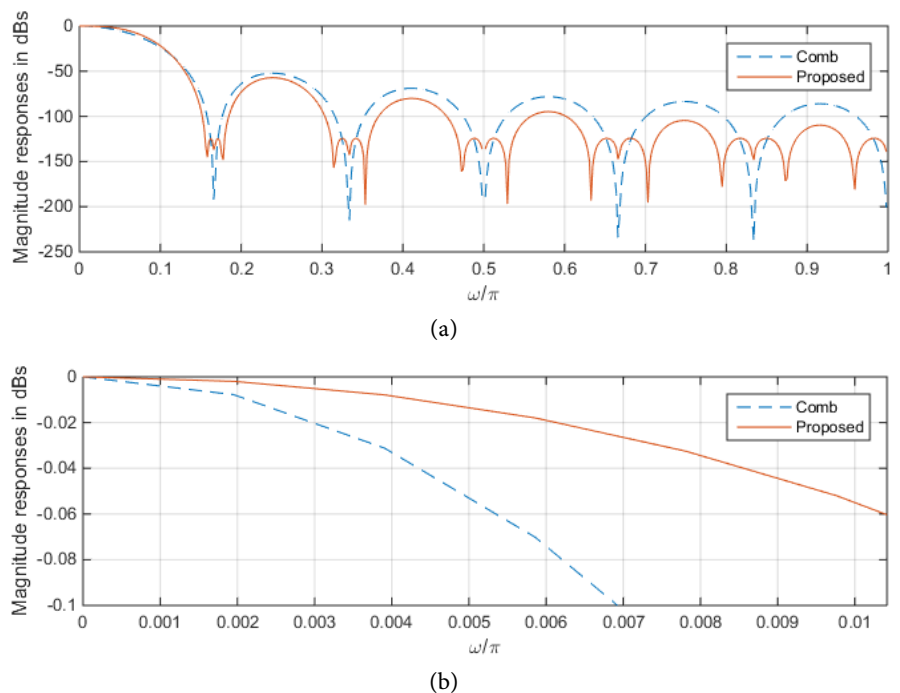 Magnitude responses in dBs
0
-50
-100
-150
-200
-250
Comb
Proposed
0 0.1 0.2 0.3 0.4 0.5 0.6 0.7 0.8 0.9 1
ω/π
(a)
Magnitude responses in dBs
0
-0.02
-0.04
-0.06
-0.08
-0.1
Comb
Proposed
0 0.001 0.002 0.003 0.004 0.005 0.006 0.007 0.008 0.009 0.01
ω/π
(b)